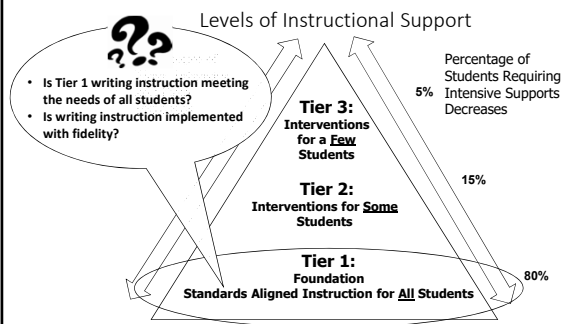 Levels of Instructional Support
???
• Is Tier 1 writing instruction meeting
the needs of all students?
• Is writing instruction implemented
with fidelity?
Percentage of
Students Requiring
5% Intensive Supports
Decreases
Tier 3:
Interventions
for a Few
Students
15%
Tier 2:
Interventions for Some
Students
Tier 1:
Foundation
Standards Aligned Instruction for All Students
80%